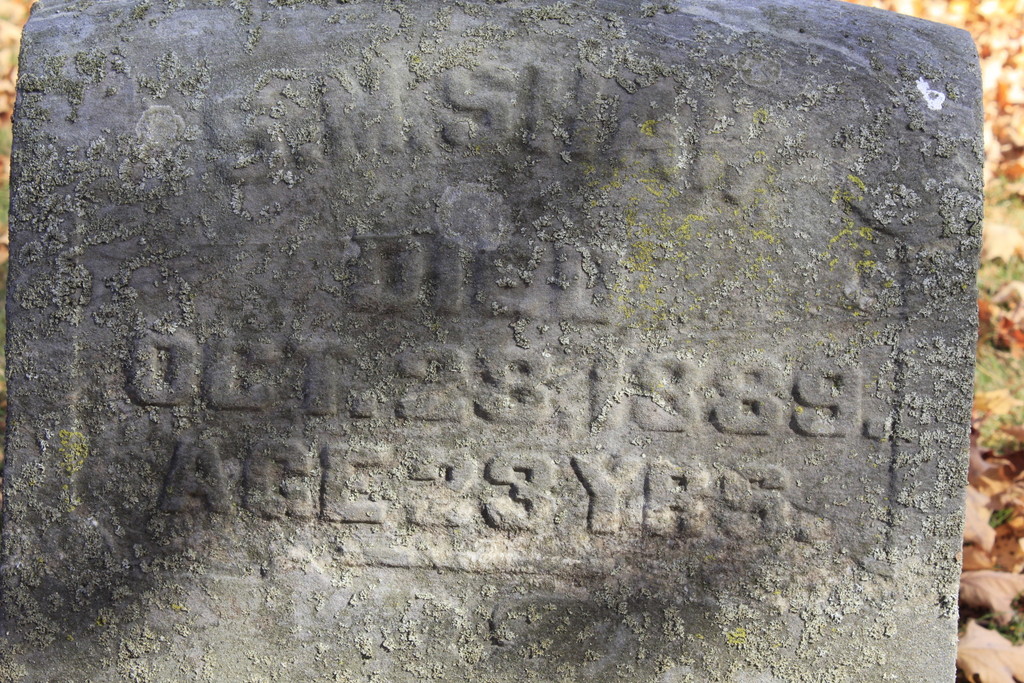 DIED
OCT. 28, 1889.
AGE 23 YRS.